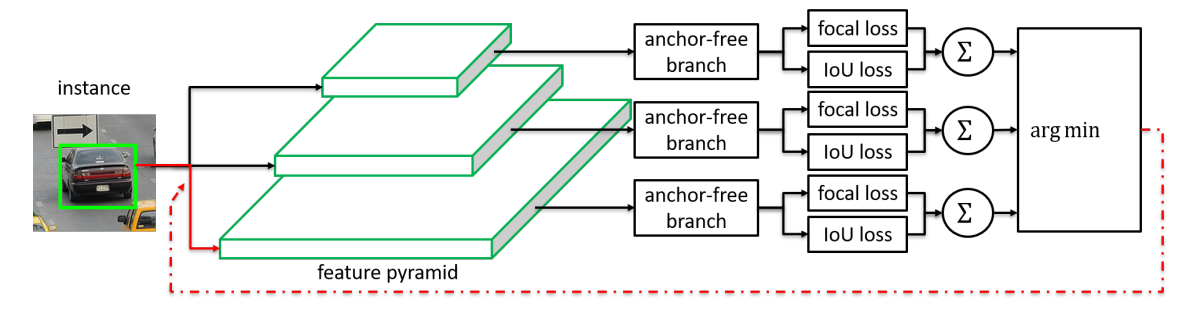 instance
feature pyramid
anchor-free
branch
focal loss
IoU loss
Σ
anchor-free
branch
focal loss
IoU loss
Σ
anchor-free
branch
focal loss
IoU loss
Σ
arg min